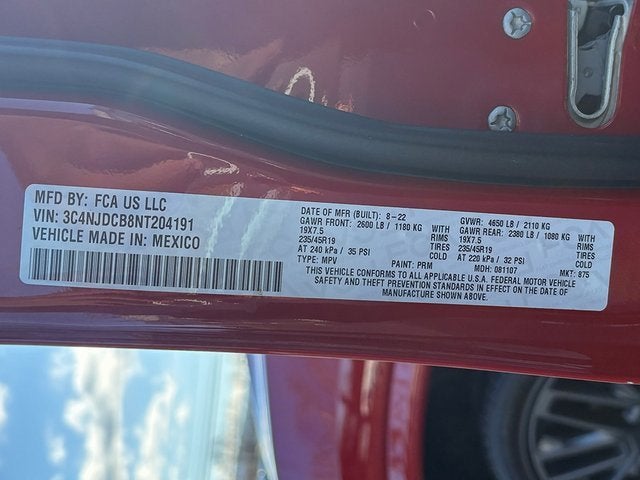 MFD BY: FCA US LLC
VIN: 3C4NJDCB8NT204191
VEHICLE MADE IN: MEXICO
DATE OF MFR (BUILT): 8-22 GVWR: 4650 LB / 2110 KG
GAWR FRONT: 2600 LB / 1180 KG WITH GAWR REAR: 2380 LB / 1080 KG WITH
19X7.5 RIMS 19X7.5 RIMS
235/45R19 TIRES 235/45R19 TIRES
AT 240 kPa / 35 PSI COLD AT 220 kPa / 32 PSI COLD
TYPE: MPV PAINT: PRM MDH: 081107 MKT: 875
THIS VEHICLE CONFORMS TO ALL APPLICABLE U.S.A. FEDERAL MOTOR VEHICLE
SAFETY AND THEFT PREVENTION STANDARDS IN EFFECT ON THE DATE OF
MANUFACTURE SHOWN ABOVE.